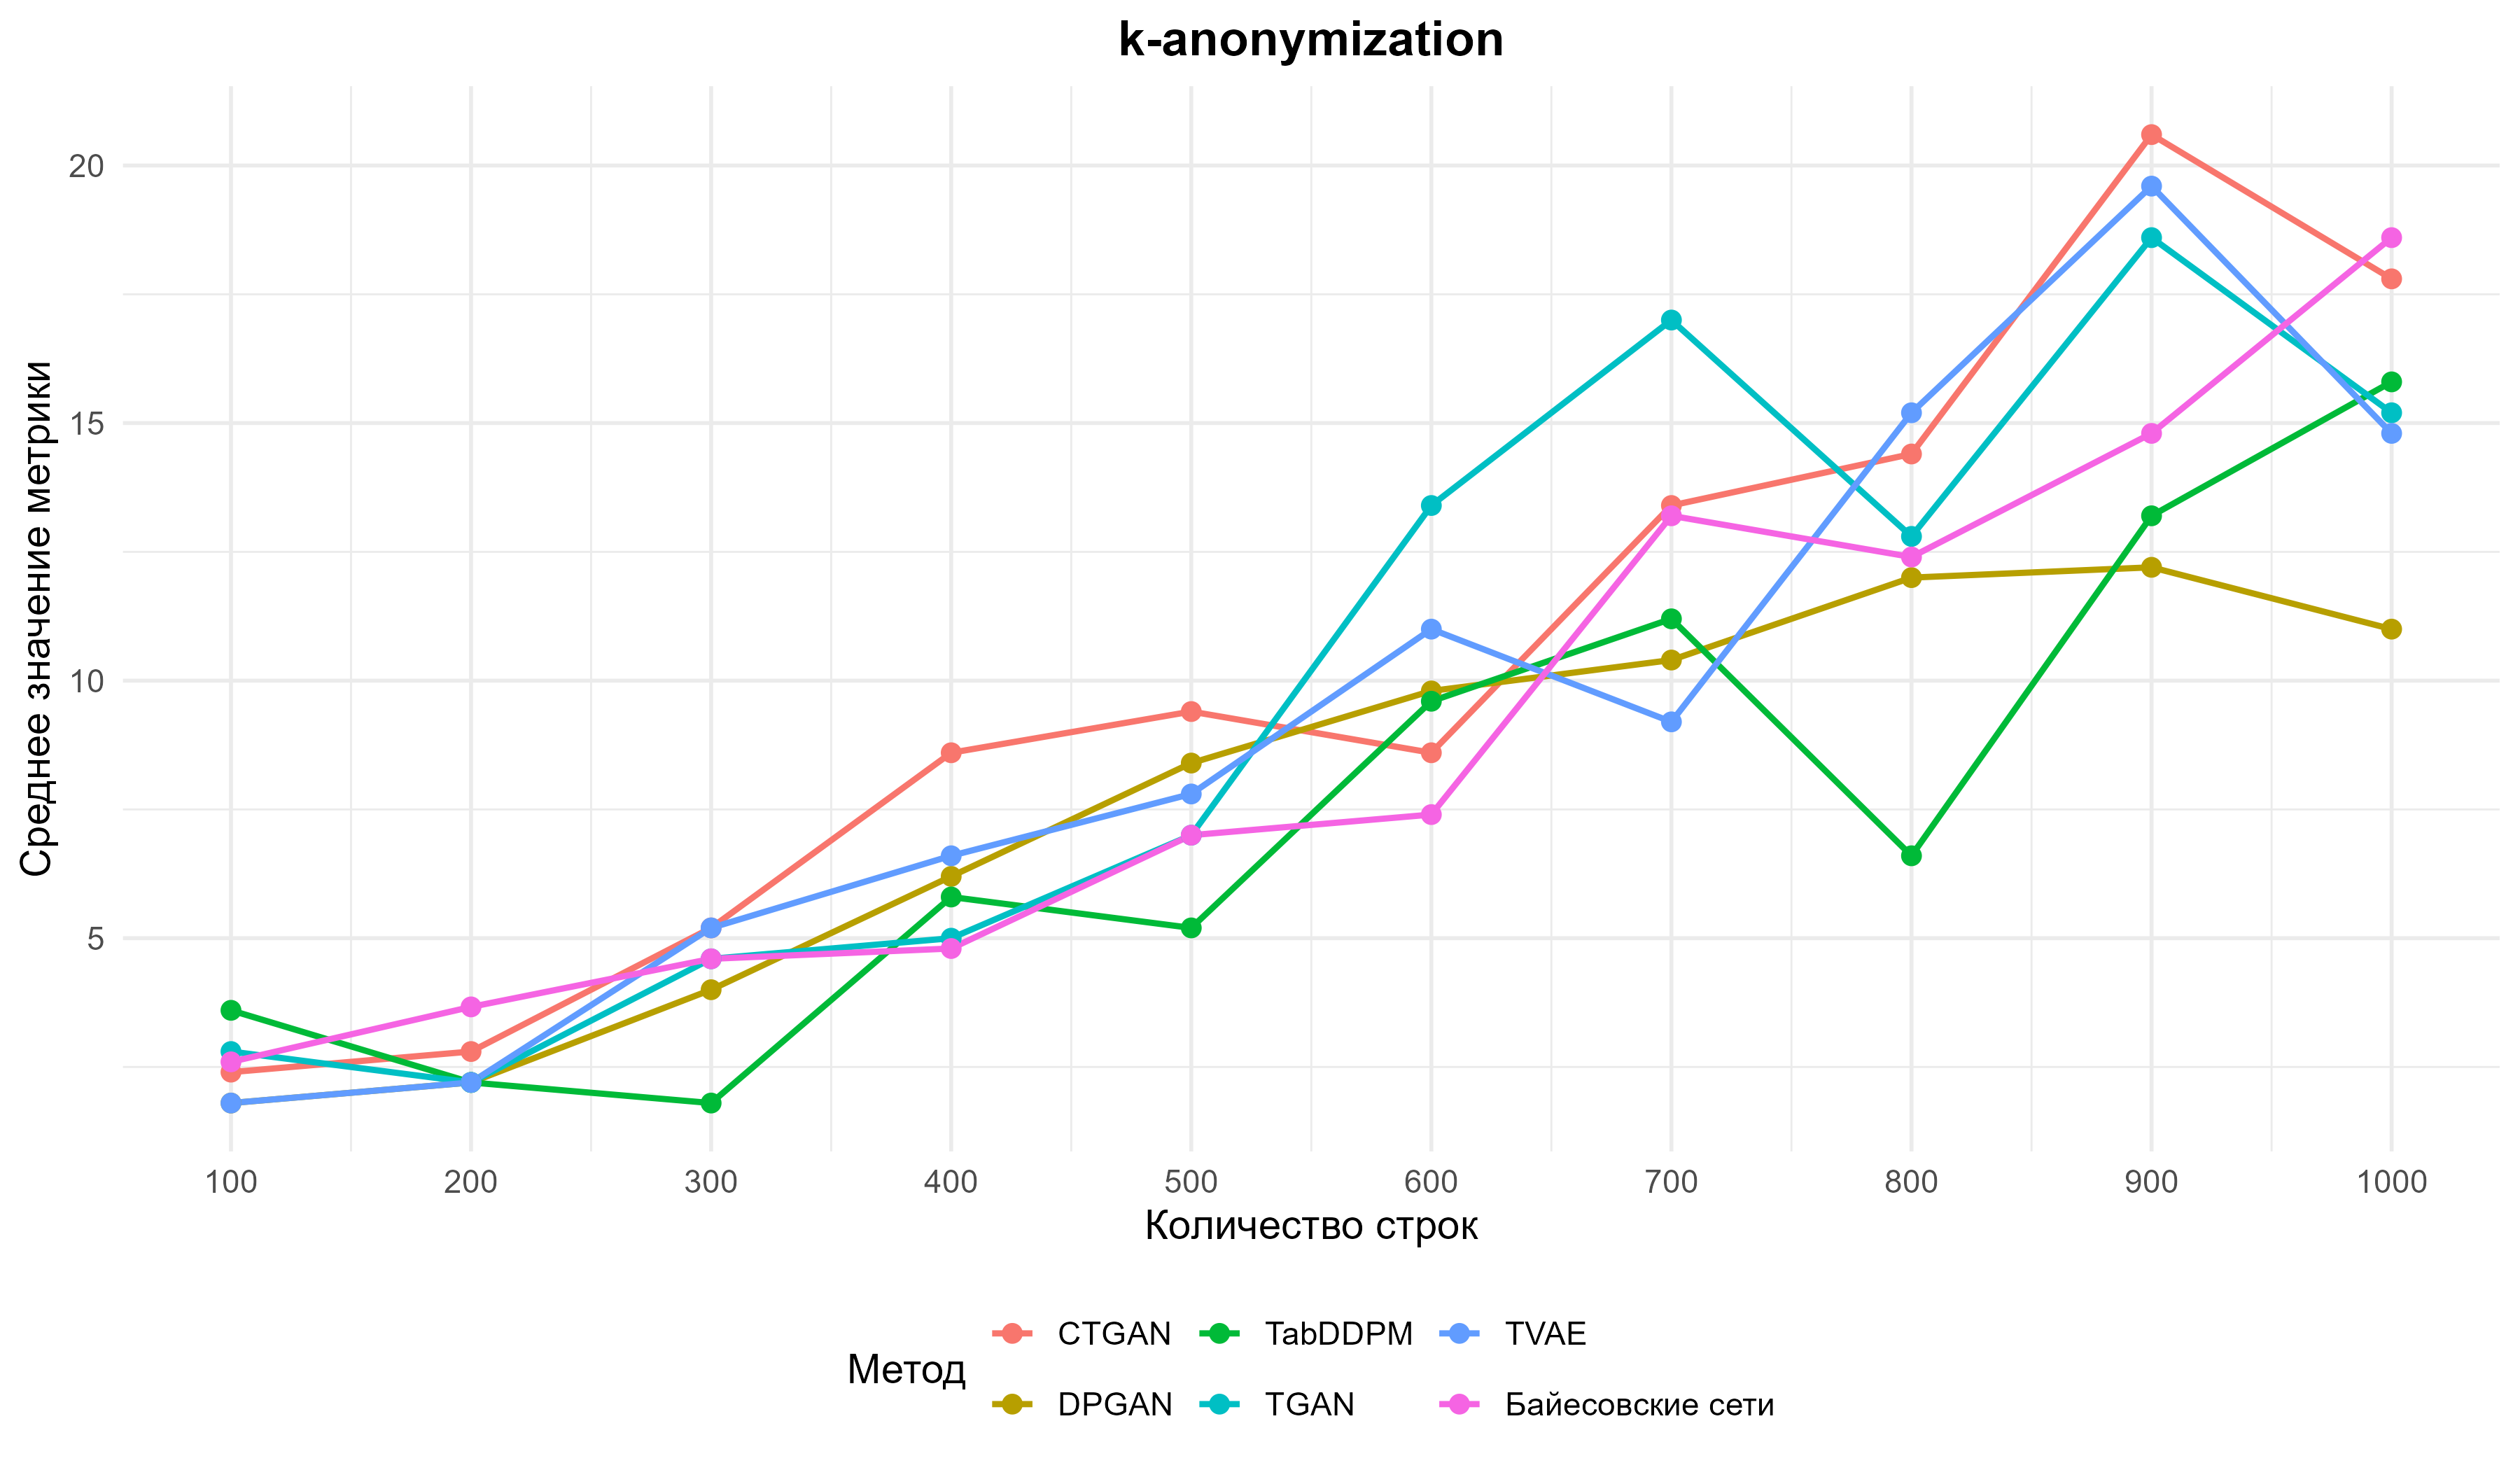 k-anonymization
Среднее значение метрики
20
15
10
5
100 200 300 400 500 600 700 800 900 1000
Количество строк
Метод
CTGAN TabDDPM TVAE
DPGAN TGAN Байесовские сети